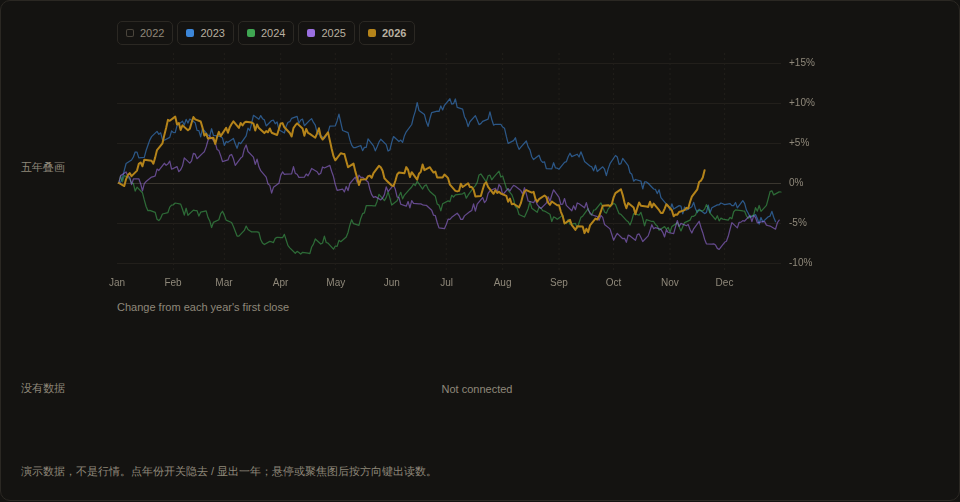 2022 2023 2024 2025 2026
+15%
+10%
+5%
五年叠画
0%
-5%
-10%
Jan Feb Mar Apr May Jun Jul Aug Sep Oct Nov Dec
Change from each year's first close
没有数据
Not connected
演示数据，不是行情。点年份开关隐去 / 显出一年；悬停或聚焦图后按方向键出读数。